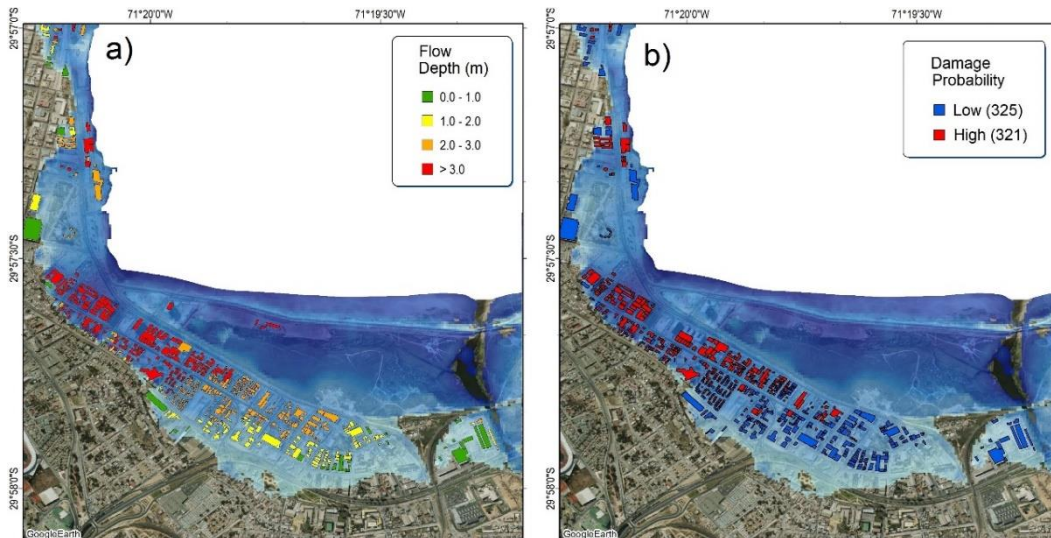 71°20'0"W
71°19'30"W
71°20'0"W
71°19'30"W
29°57'0"S
29°57'30"S
29°58'0"S
a)
Flow
Depth (m)
0.0 - 1.0
1.0 - 2.0
2.0 - 3.0
> 3.0
GoogleEarth
29°57'0"S
29°57'30"S
29°58'0"S
b)
Damage
Probability
Low (325)
High (321)
GoogleEarth